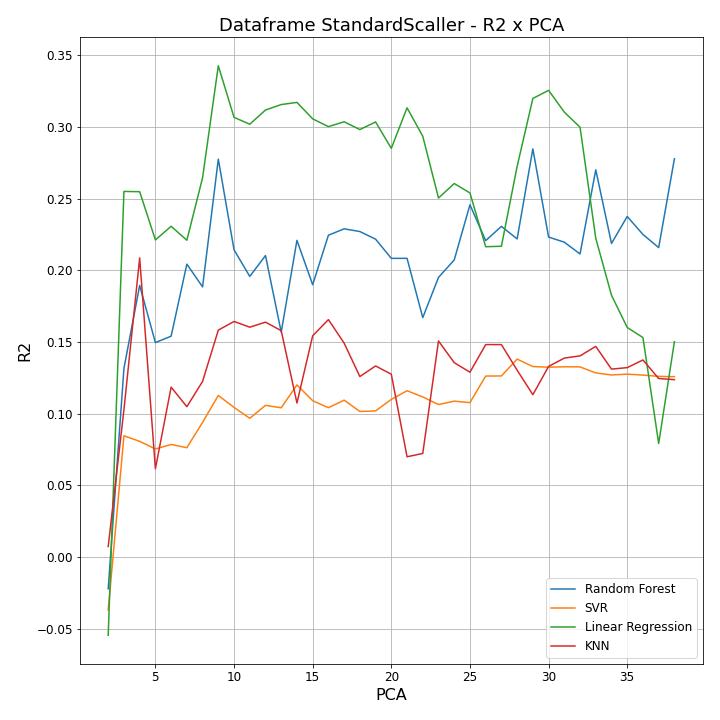 Dataframe StandardScaller - R2 x PCA
R2
0.35
0.30
0.25
0.20
0.15
0.10
0.05
0.00
−0.05
5 10 15 20 25 30 35
PCA
Random Forest
SVR
Linear Regression
KNN